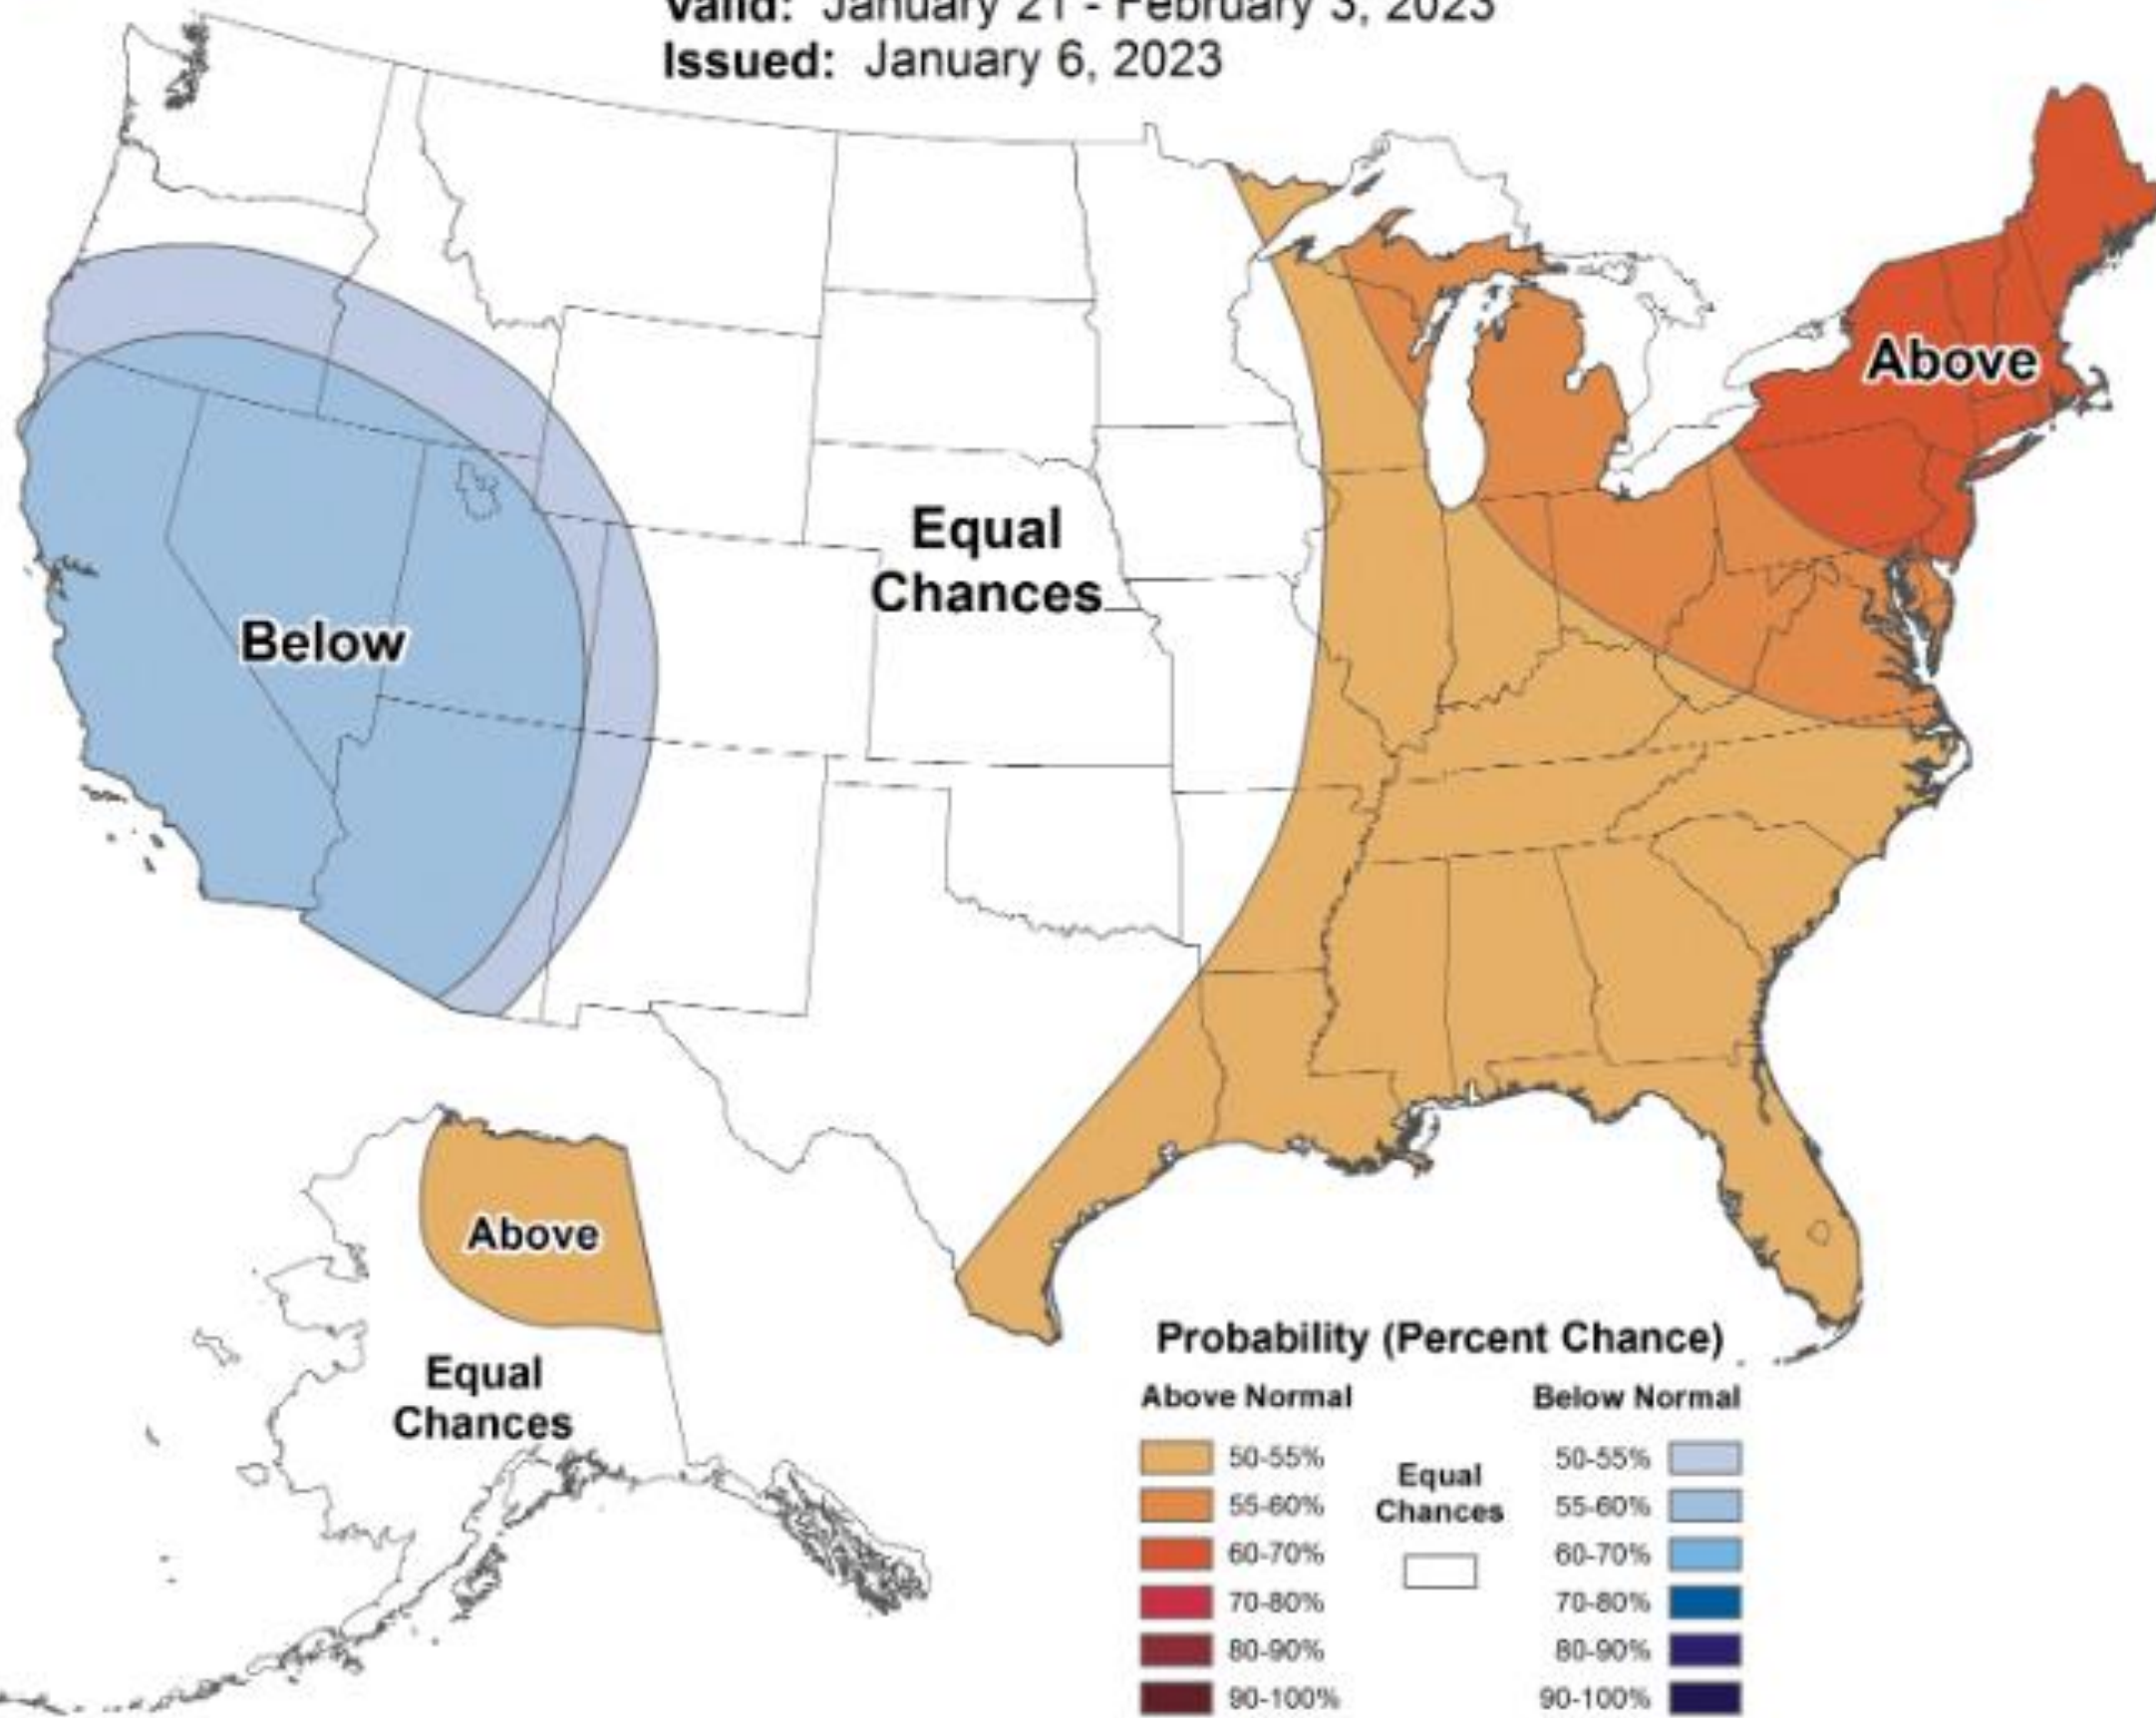 Valid: January 21 - February 3, 2023
Issued: January 6, 2023
Above
Equal
Chances
Below
Above
Equal
Chances
Probability (Percent Chance)
Above Normal
Below Normal
50-55%
55-60%
60-70%
70-80%
80-90%
90-100%
Equal
Chances
50-55%
55-60%
60-70%
70-80%
80-90%
90-100%